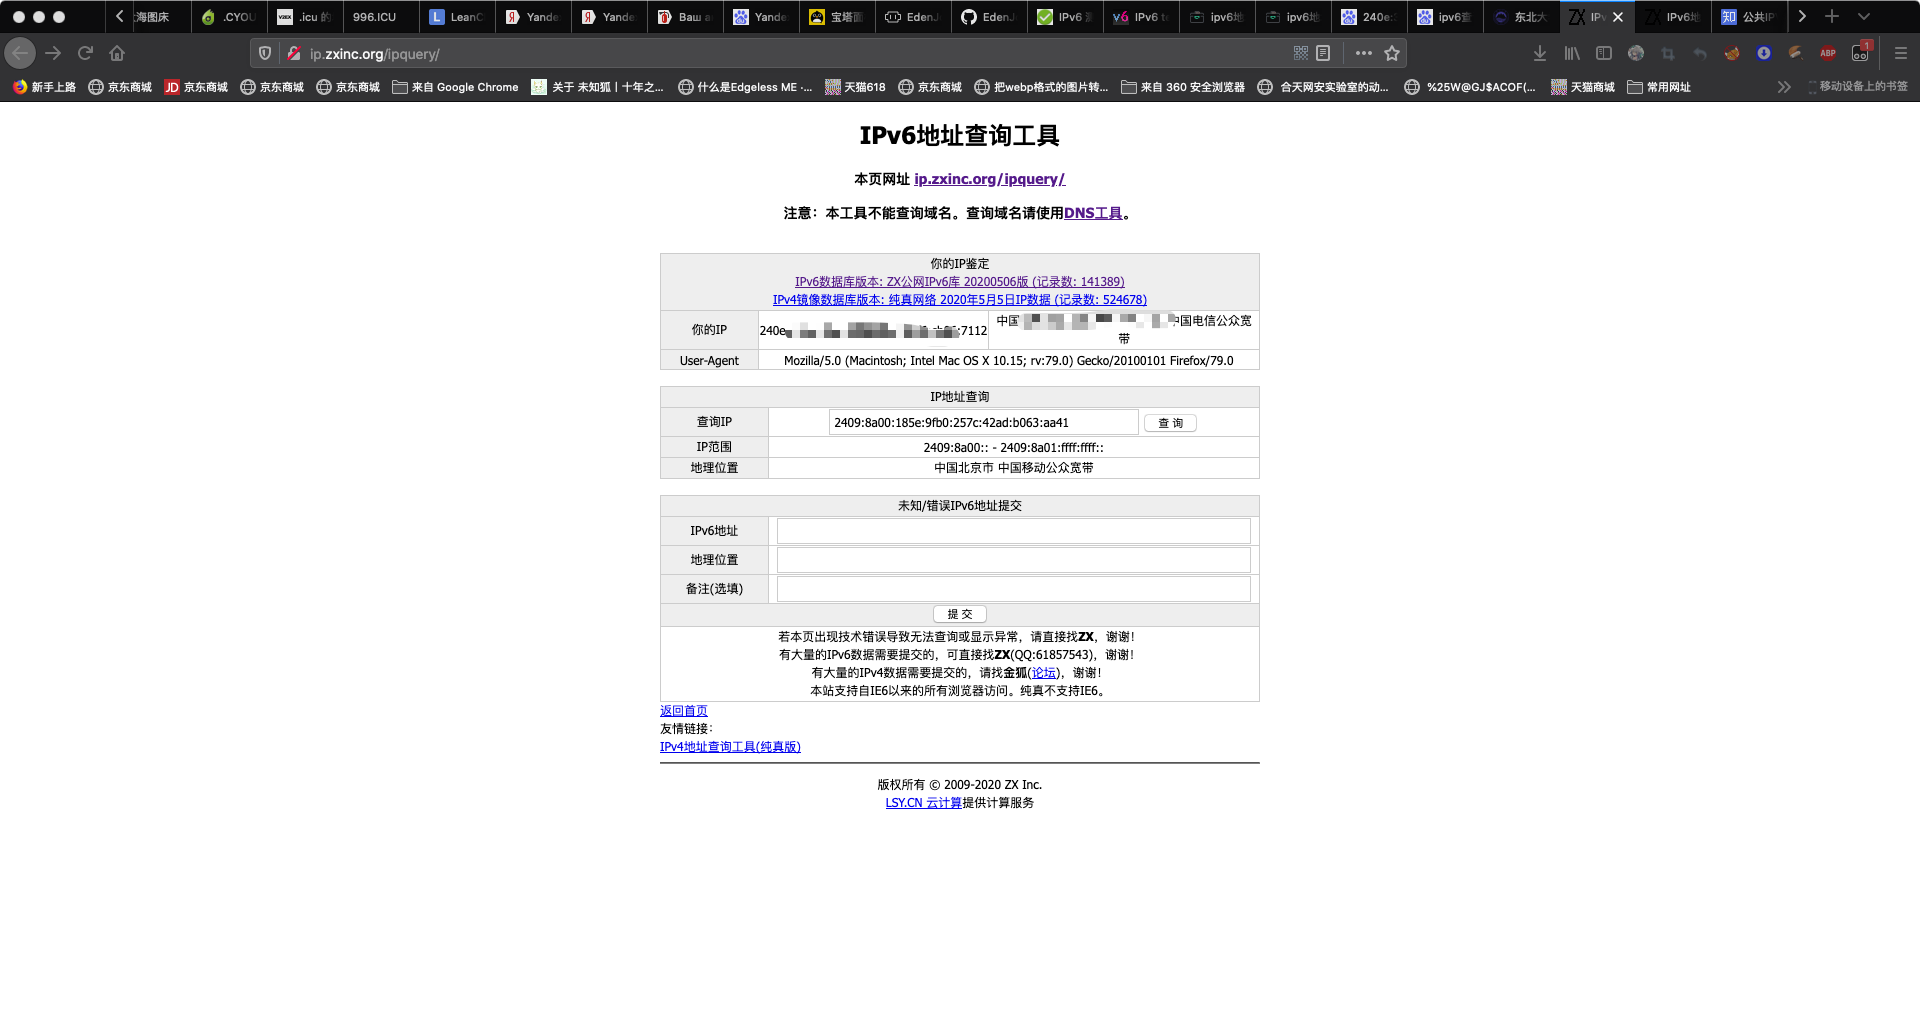 海图床
.CYOU
.icu 的
996.ICU
LeanC
Yande
Yande
Ваш а
Yande
宝塔面
EdenJ
EdenJ
IPv6 测
IPv6 te
ipv6地
ipv6地
240e:
ipv6查
东北大
IPv
IPv6地
公共IP
ip.zxinc.org/ipquery/
新手上路
京东商城
京东商城
京东商城
京东商城
来自 Google Chrome
关于 未知狐丨十年之...
什么是Edgeless ME ·...
天猫618
京东商城
把webp格式的图片转...
来自 360 安全浏览器
合天网安实验室的动...
%25W@GJ$ACOF(...
天猫商城
常用网址
移动设备上的书签
IPv6地址查询工具
本页网址 ip.zxinc.org/ipquery/
注意：本工具不能查询域名。查询域名请使用DNS工具。
你的IP鉴定
IPv6数据库版本: ZX公网IPv6库 20200506版 (记录数: 141389)
IPv4镜像数据库版本: 纯真网络 2020年5月5日IP数据 (记录数: 524678)
你的IP
240e
:7112
中国
中国电信公众宽
带
User-Agent
Mozilla/5.0 (Macintosh; Intel Mac OS X 10.15; rv:79.0) Gecko/20100101 Firefox/79.0
IP地址查询
查询IP
2409:8a00:185e:9fb0:257c:42ad:b063:aa41
查 询
IP范围
2409:8a00:: - 2409:8a01:ffff:ffff::
地理位置
中国北京市 中国移动公众宽带
未知/错误IPv6地址提交
IPv6地址
地理位置
备注(选填)
提 交
若本页出现技术错误导致无法查询或显示异常，请直接找ZX，谢谢！
有大量的IPv6数据需要提交的，可直接找ZX(QQ:61857543)，谢谢！
有大量的IPv4数据需要提交的，请找金狐(论坛)，谢谢！
本站支持自IE6以来的所有浏览器访问。纯真不支持IE6。
返回首页
友情链接：
IPv4地址查询工具(纯真版)
版权所有 © 2009-2020 ZX Inc.
LSY.CN 云计算提供计算服务